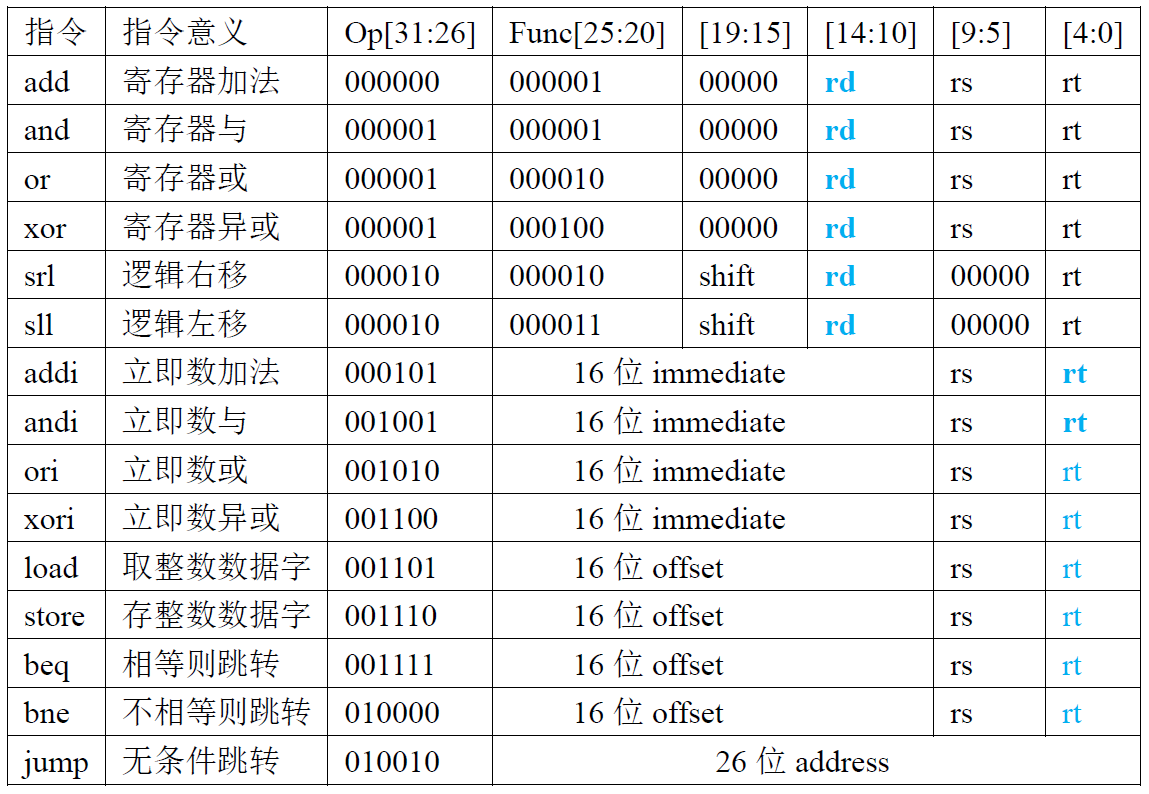 指令 指令意义 Op[31:26] Func[25:20] [19:15] [14:10] [9:5] [4:0]
add 寄存器加法 000000 000001 00000 rd rs rt
and 寄存器与 000001 000001 00000 rd rs rt
or 寄存器或 000001 000010 00000 rd rs rt
xor 寄存器异或 000001 000100 00000 rd rs rt
srl 逻辑右移 000010 000010 shift rd 00000 rt
sll 逻辑左移 000010 000011 shift rd 00000 rt
addi 立即数加法 000101 16 位 immediate rs rt
andi 立即数与 001001 16 位 immediate rs rt
ori 立即数或 001010 16 位 immediate rs rt
xori 立即数异或 001100 16 位 immediate rs rt
load 取整数数据字 001101 16 位 offset rs rt
store 存整数数据字 001110 16 位 offset rs rt
beq 相等则跳转 001111 16 位 offset rs rt
bne 不相等则跳转 010000 16 位 offset rs rt
jump 无条件跳转 010010 26 位 address